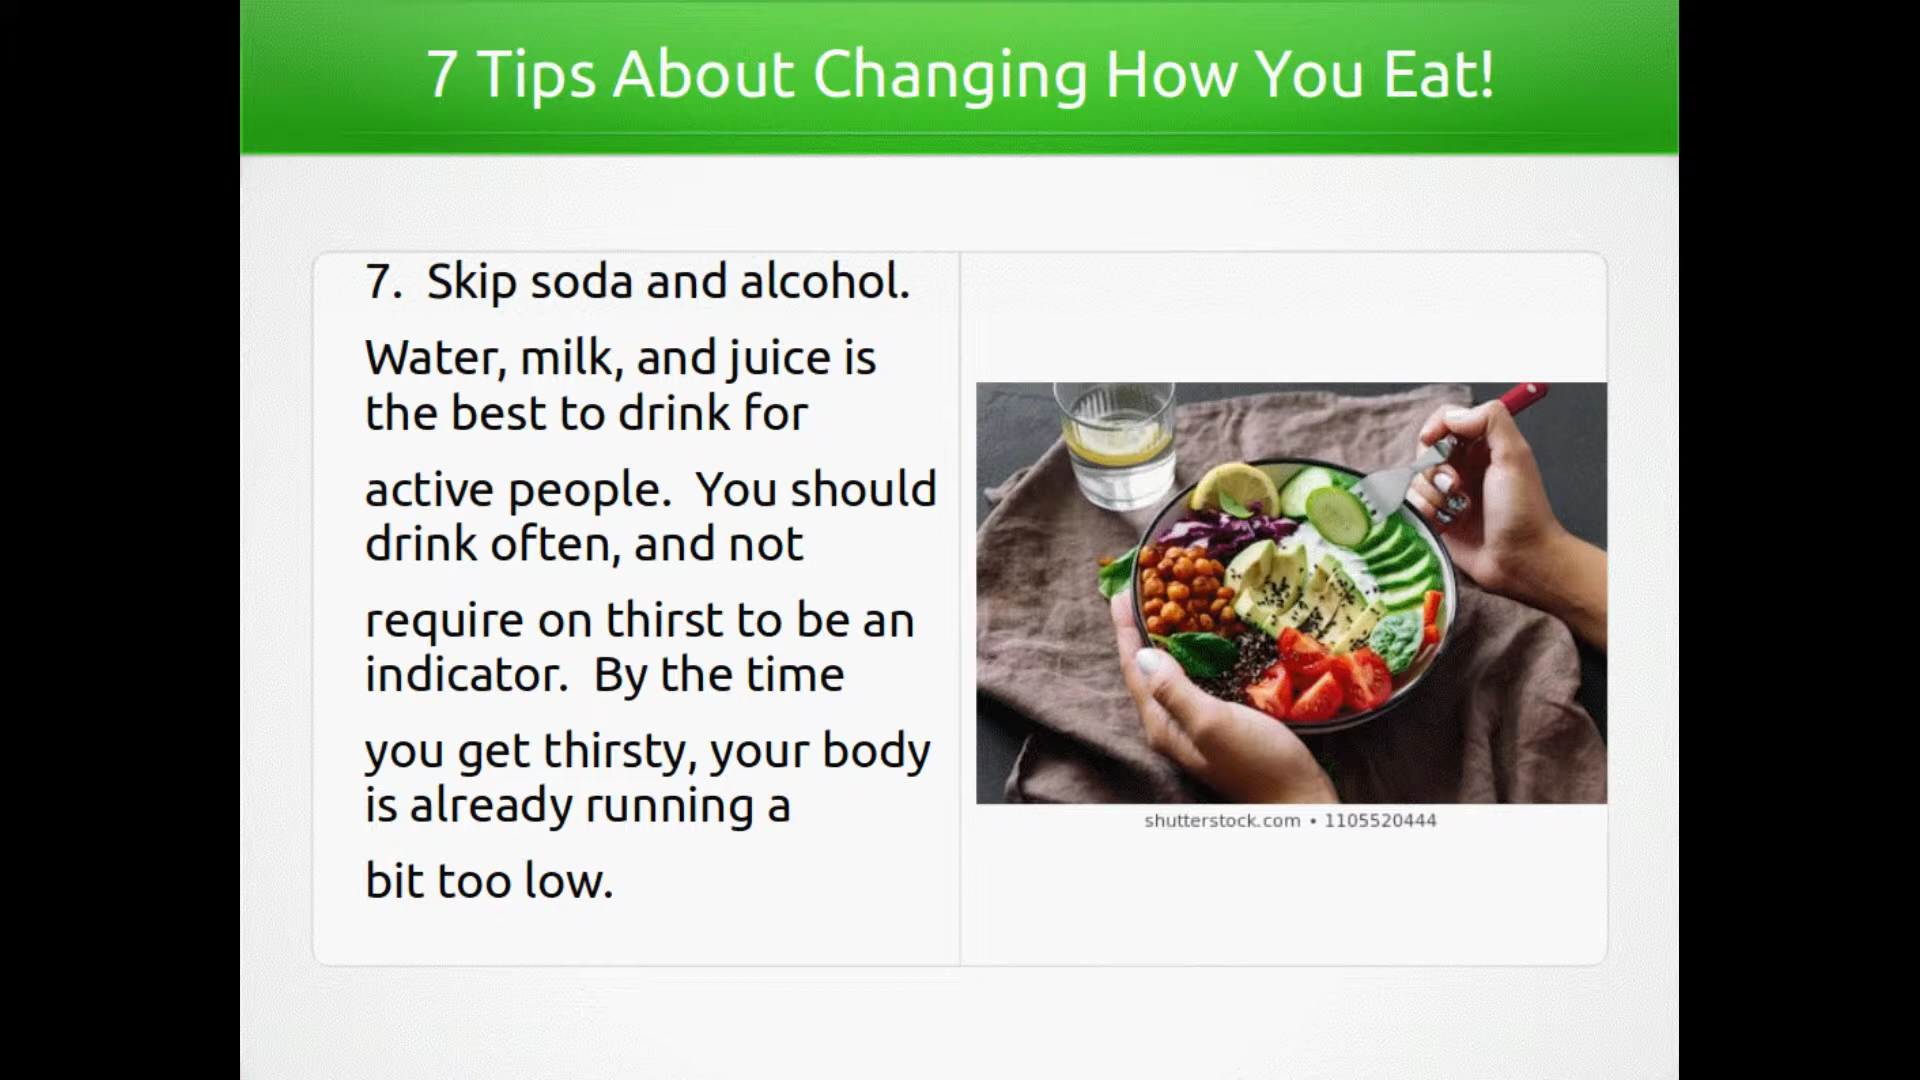 7 Tips About Changing How You Eat!
7.  Skip soda and alcohol.
Water, milk, and juice is
the best to drink for
active people.  You should
drink often, and not
require on thirst to be an
indicator.  By the time
you get thirsty, your body
is already running a
bit too low.
shutterstock.com • 1105520444